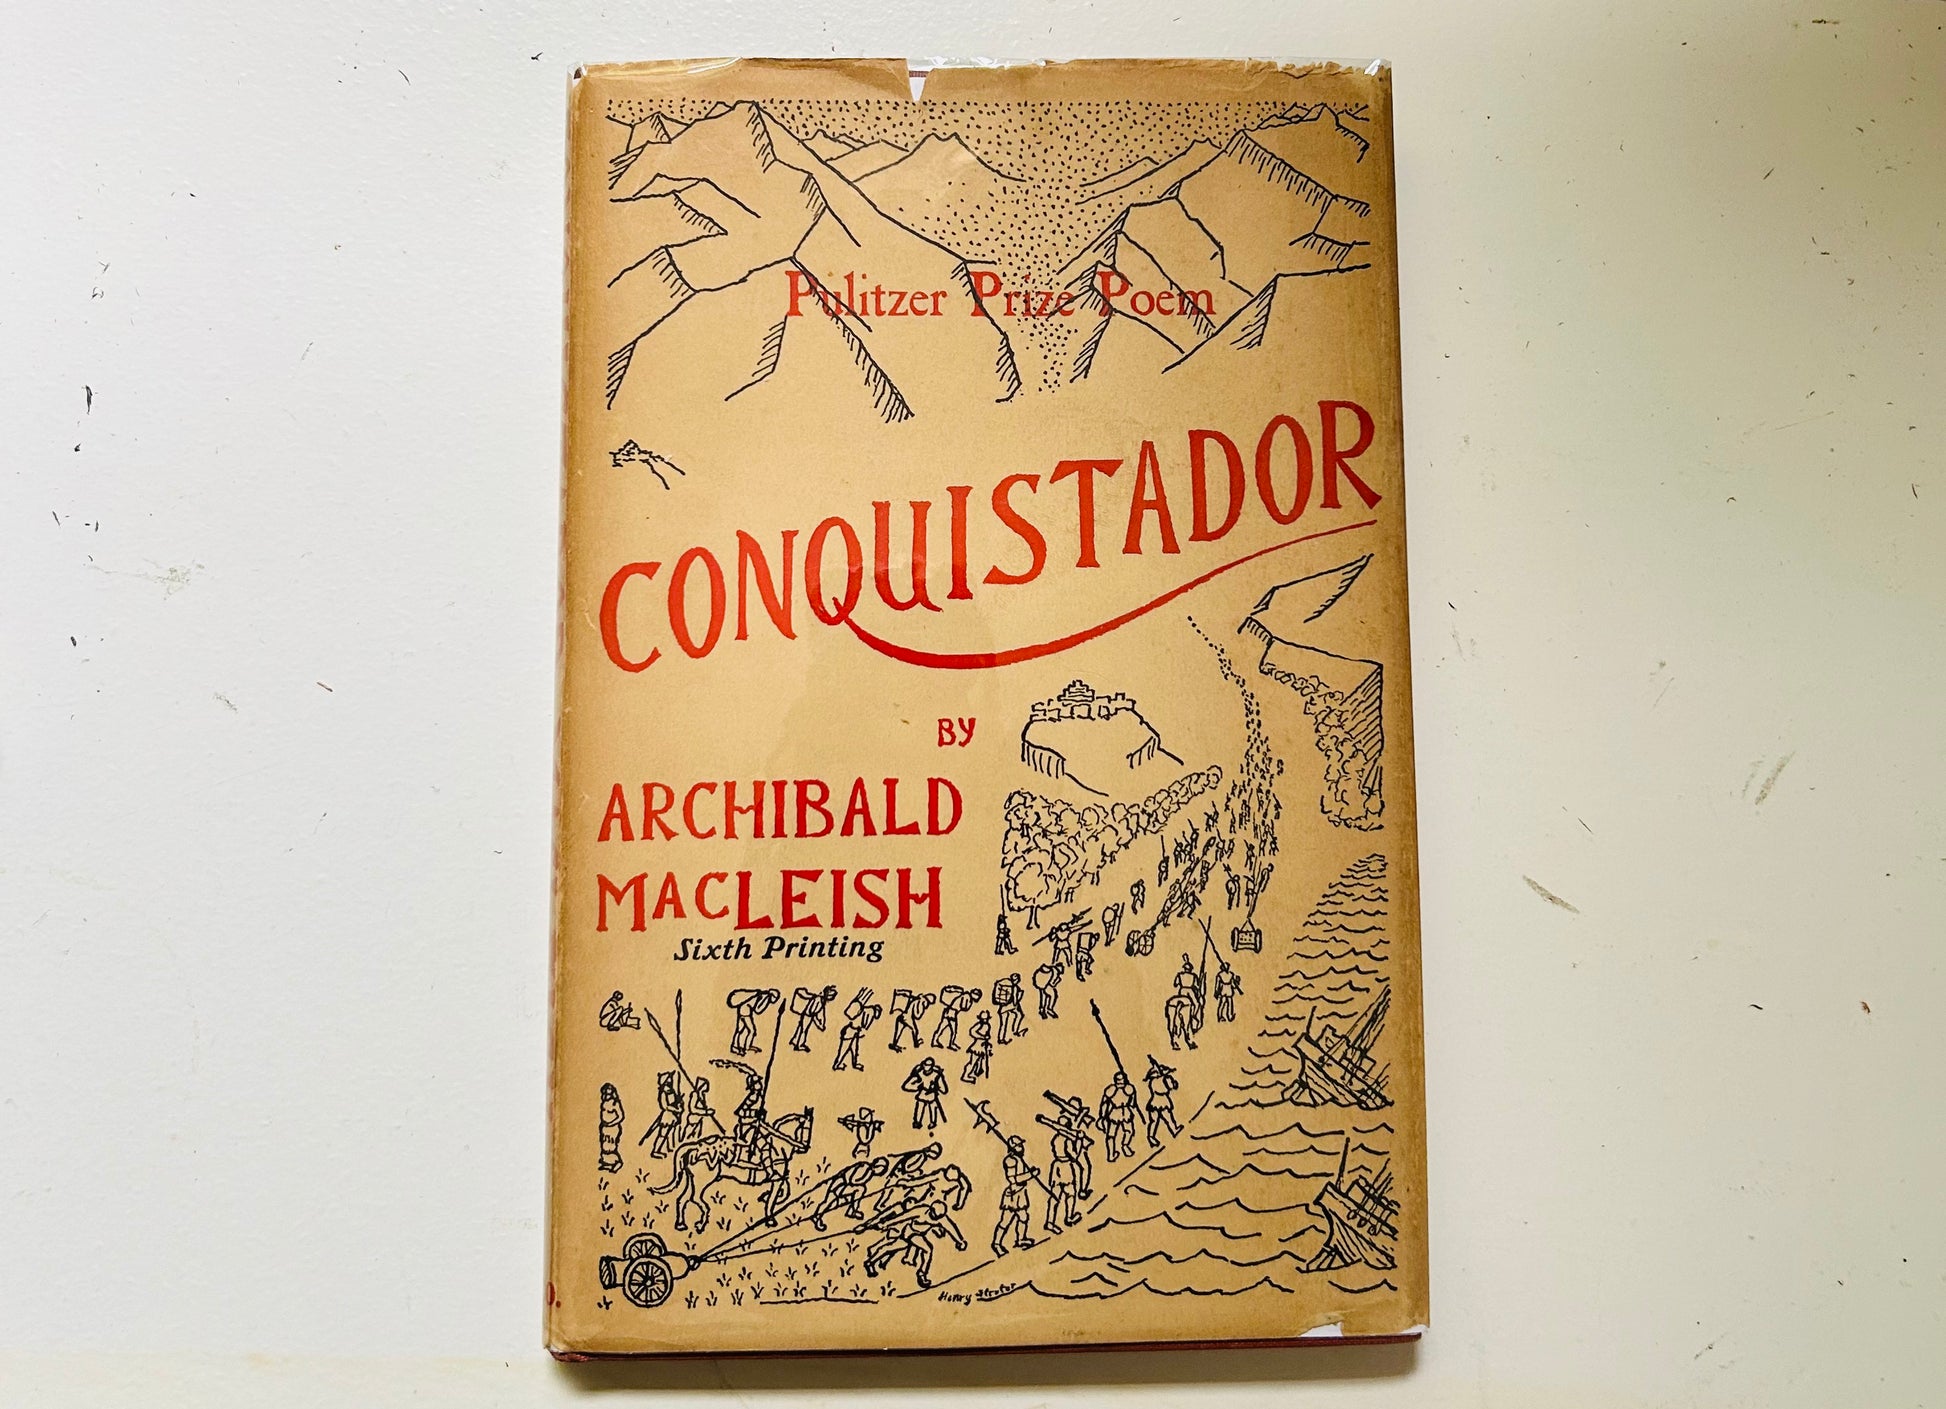 Pulitzer Prize Poem
CONQUISTADOR
BY
ARCHIBALD
MACLEISH
Sixth Printing
Henry Strater